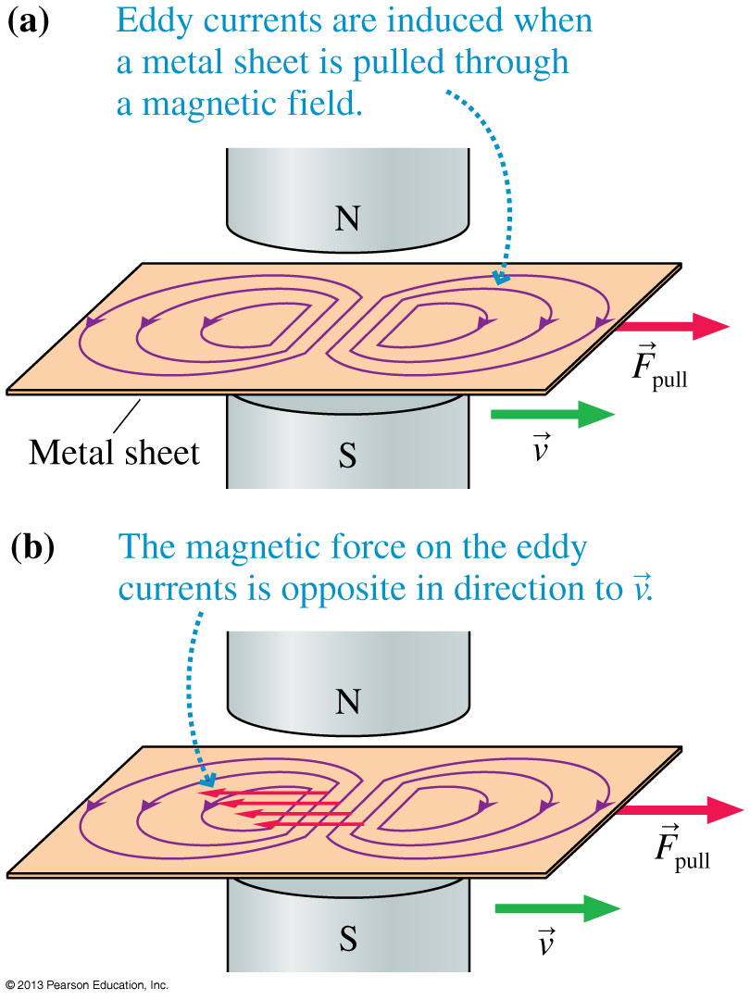 (a) Eddy currents are induced when
a metal sheet is pulled through
a magnetic field.
N
F⃗pull
Metal sheet
S
v⃗
(b) The magnetic force on the eddy
currents is opposite in direction to v⃗.
N
F⃗pull
S
v⃗
© 2013 Pearson Education, Inc.